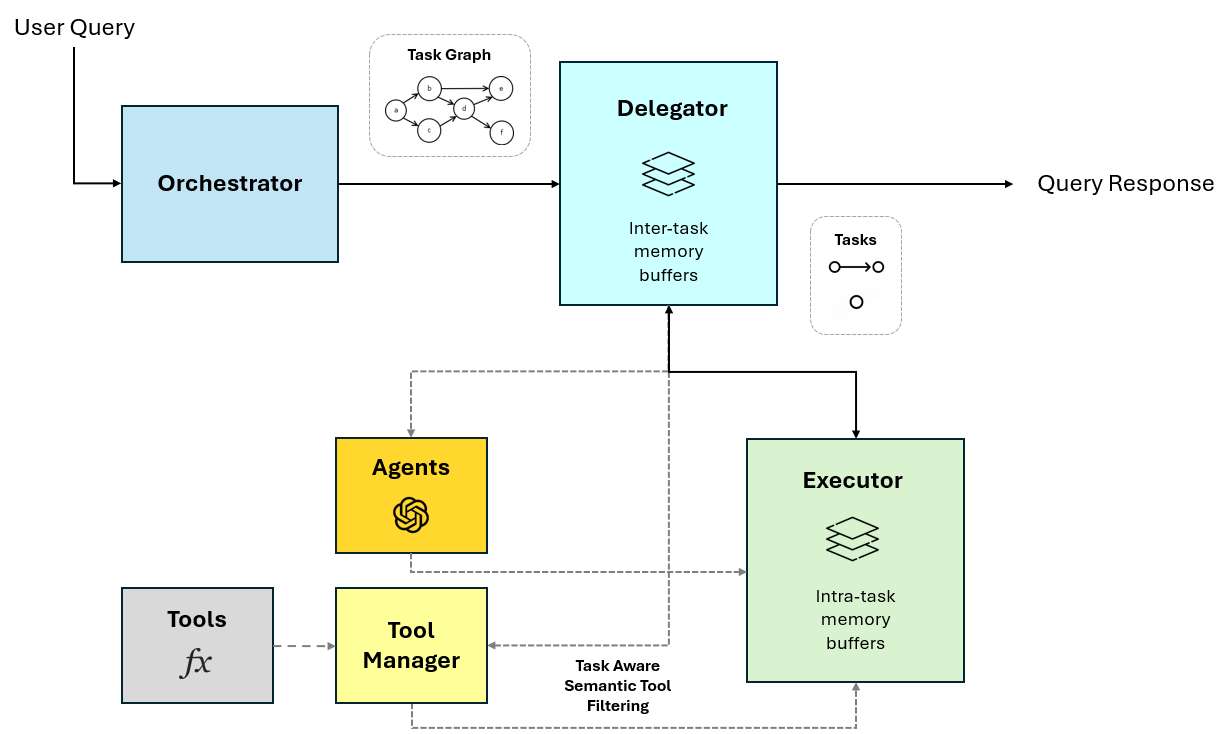 User Query
Task Graph
a
b
c
d
e
f
Orchestrator
Delegator
Inter-task
memory
buffers
Query Response
Tasks
Agents
Executor
Intra-task
memory
buffers
Tools
fx
Tool
Manager
Task Aware
Semantic Tool
Filtering